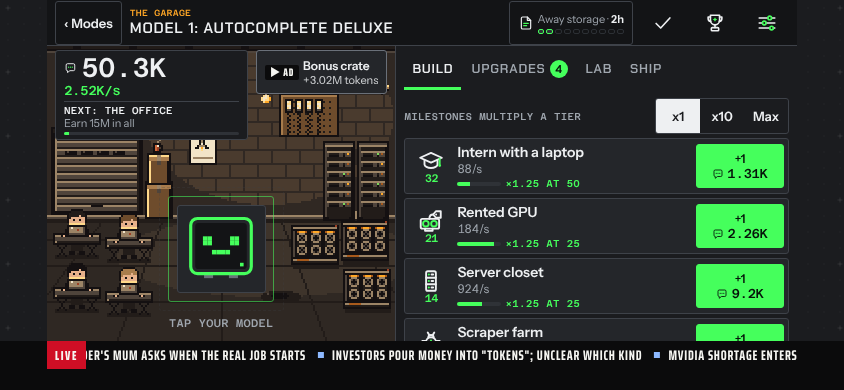 ‹ Modes
THE GARAGE
MODEL 1: AUTOCOMPLETE DELUXE
Away storage · 2h
50.3K
2.52K/s
NEXT: THE OFFICE
Earn 15M in all
AD
Bonus crate
+3.02M tokens
TAP YOUR MODEL
BUILD UPGRADES 4 LAB SHIP
MILESTONES MULTIPLY A TIER
x1 x10 Max
Intern with a laptop
32
88/s
×1.25 AT 50
+1
1.31K
Rented GPU
21
184/s
×1.25 AT 25
+1
2.26K
Server closet
14
924/s
×1.25 AT 25
+1
9.2K
Scraper farm
+1
LIVE
DER'S MUM ASKS WHEN THE REAL JOB STARTS ■ INVESTORS POUR MONEY INTO "TOKENS"; UNCLEAR WHICH KIND ■ MVIDIA SHORTAGE ENTERS